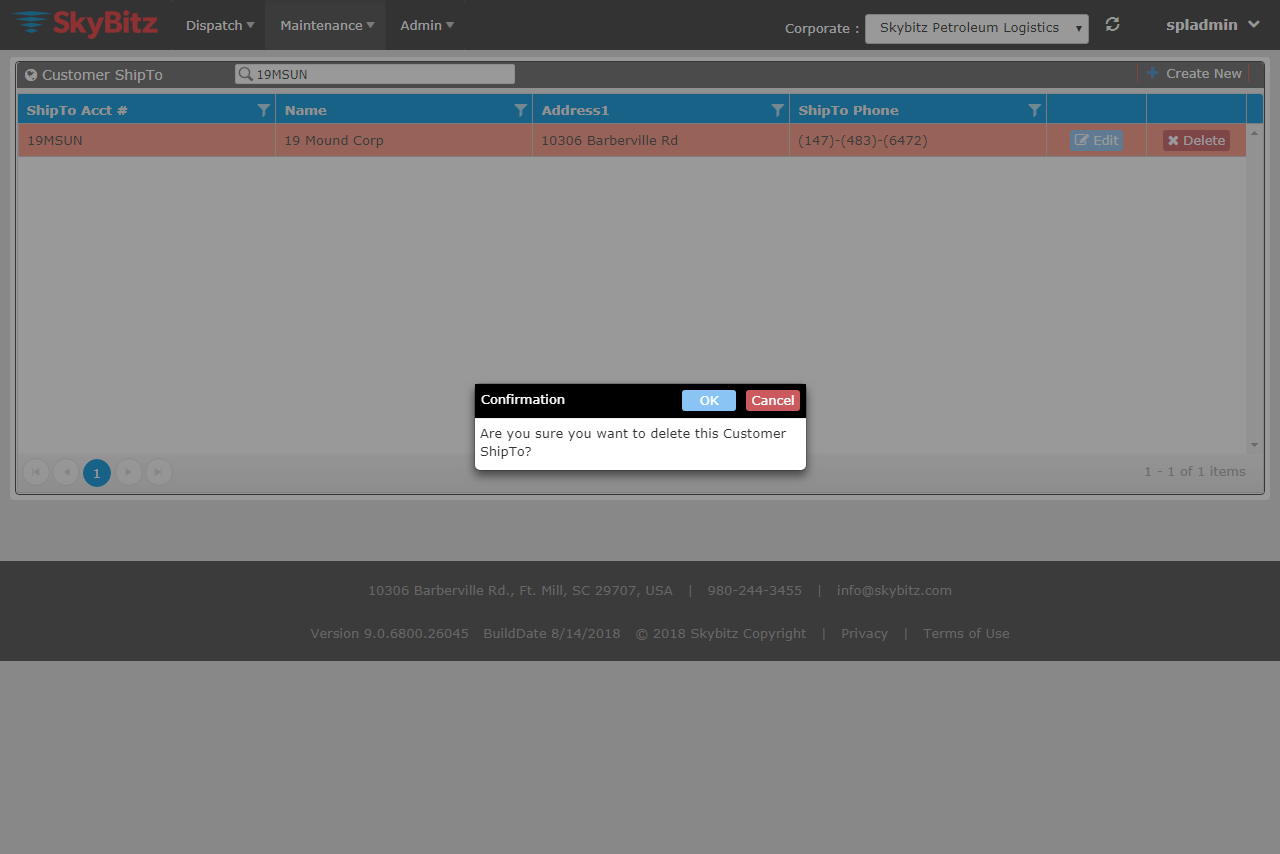 SkyBitz Dispatch Maintenance Admin Corporate : Skybitz Petroleum Logistics spladmin
Customer ShipTo 19MSUN Create New
ShipTo Acct # Name Address1 ShipTo Phone
19MSUN 19 Mound Corp 10306 Barberville Rd (147)-(483)-(6472) Edit Delete
Confirmation OK Cancel
Are you sure you want to delete this Customer
ShipTo?
1 1 - 1 of 1 items
10306 Barberville Rd., Ft. Mill, SC 29707, USA | 980-244-3455 | info@skybitz.com
Version 9.0.6800.26045 BuildDate 8/14/2018 © 2018 Skybitz Copyright | Privacy | Terms of Use